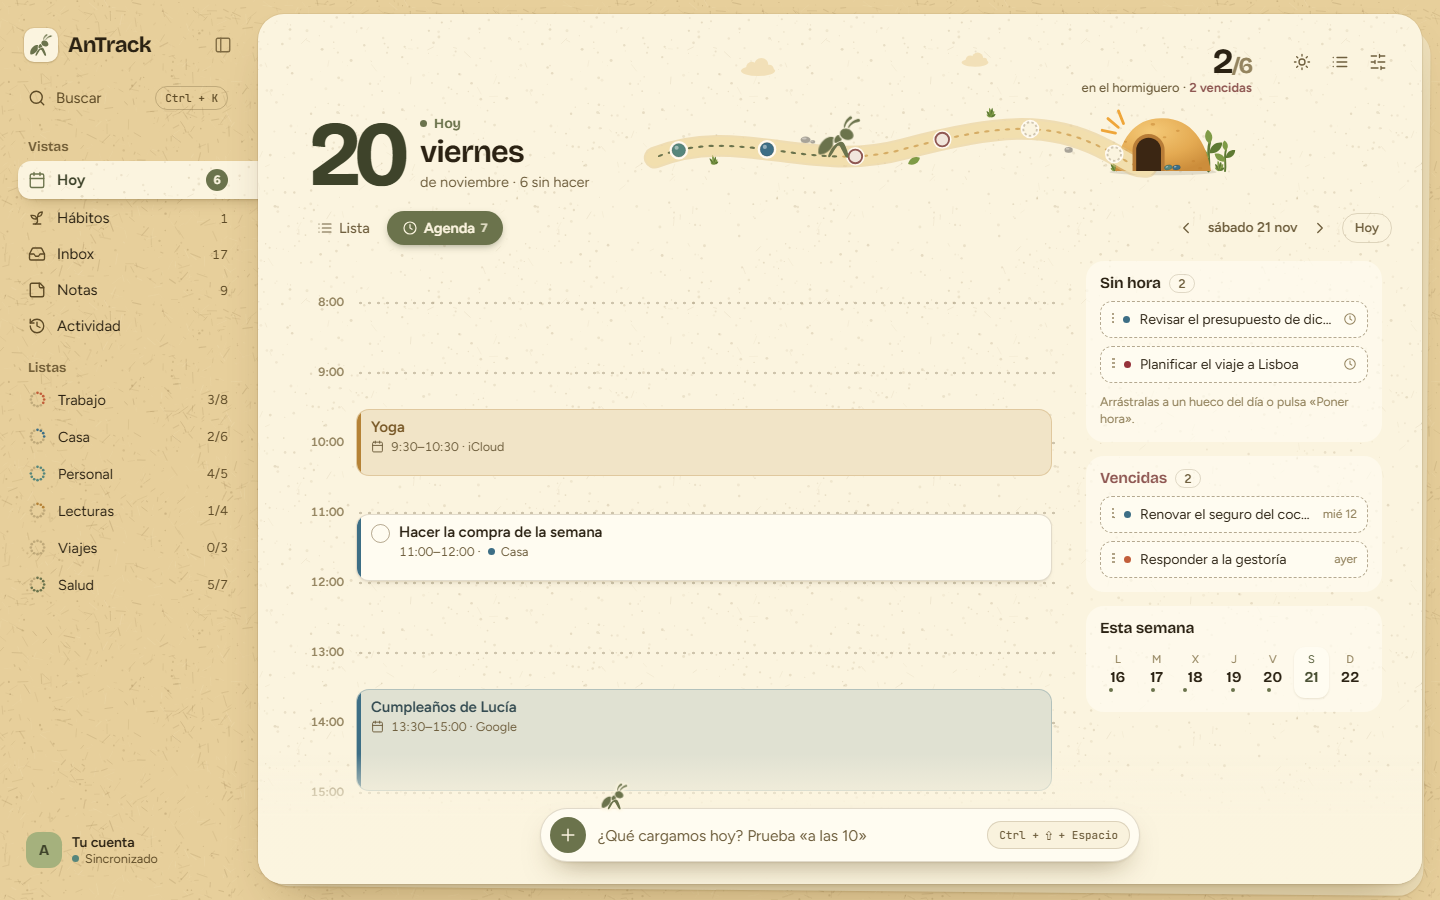 AnTrack
Buscar
Ctrl + K
Vistas
Hoy 6
Hábitos 1
Inbox 17
Notas 9
Actividad
Listas
Trabajo 3/8
Casa 2/6
Personal 4/5
Lecturas 1/4
Viajes 0/3
Salud 5/7
A
Tu cuenta
Sincronizado
2/6
en el hormiguero · 2 vencidas
20
Hoy
viernes
de noviembre · 6 sin hacer
Lista
Agenda 7
sábado 21 nov
Hoy
8:00
9:00
10:00
Yoga
9:30–10:30 · iCloud
11:00
Hacer la compra de la semana
11:00–12:00 · Casa
12:00
13:00
Cumpleaños de Lucía
14:00
13:30–15:00 · Google
15:00
Sin hora 2
Revisar el presupuesto de dic...
Planificar el viaje a Lisboa
Arrástralas a un hueco del día o pulsa «Poner
hora».
Vencidas 2
Renovar el seguro del coc... mié 12
Responder a la gestoría ayer
Esta semana
L M X J V S D
16 17 18 19 20 21 22
¿Qué cargamos hoy? Prueba «a las 10»
Ctrl + ⇧ + Espacio